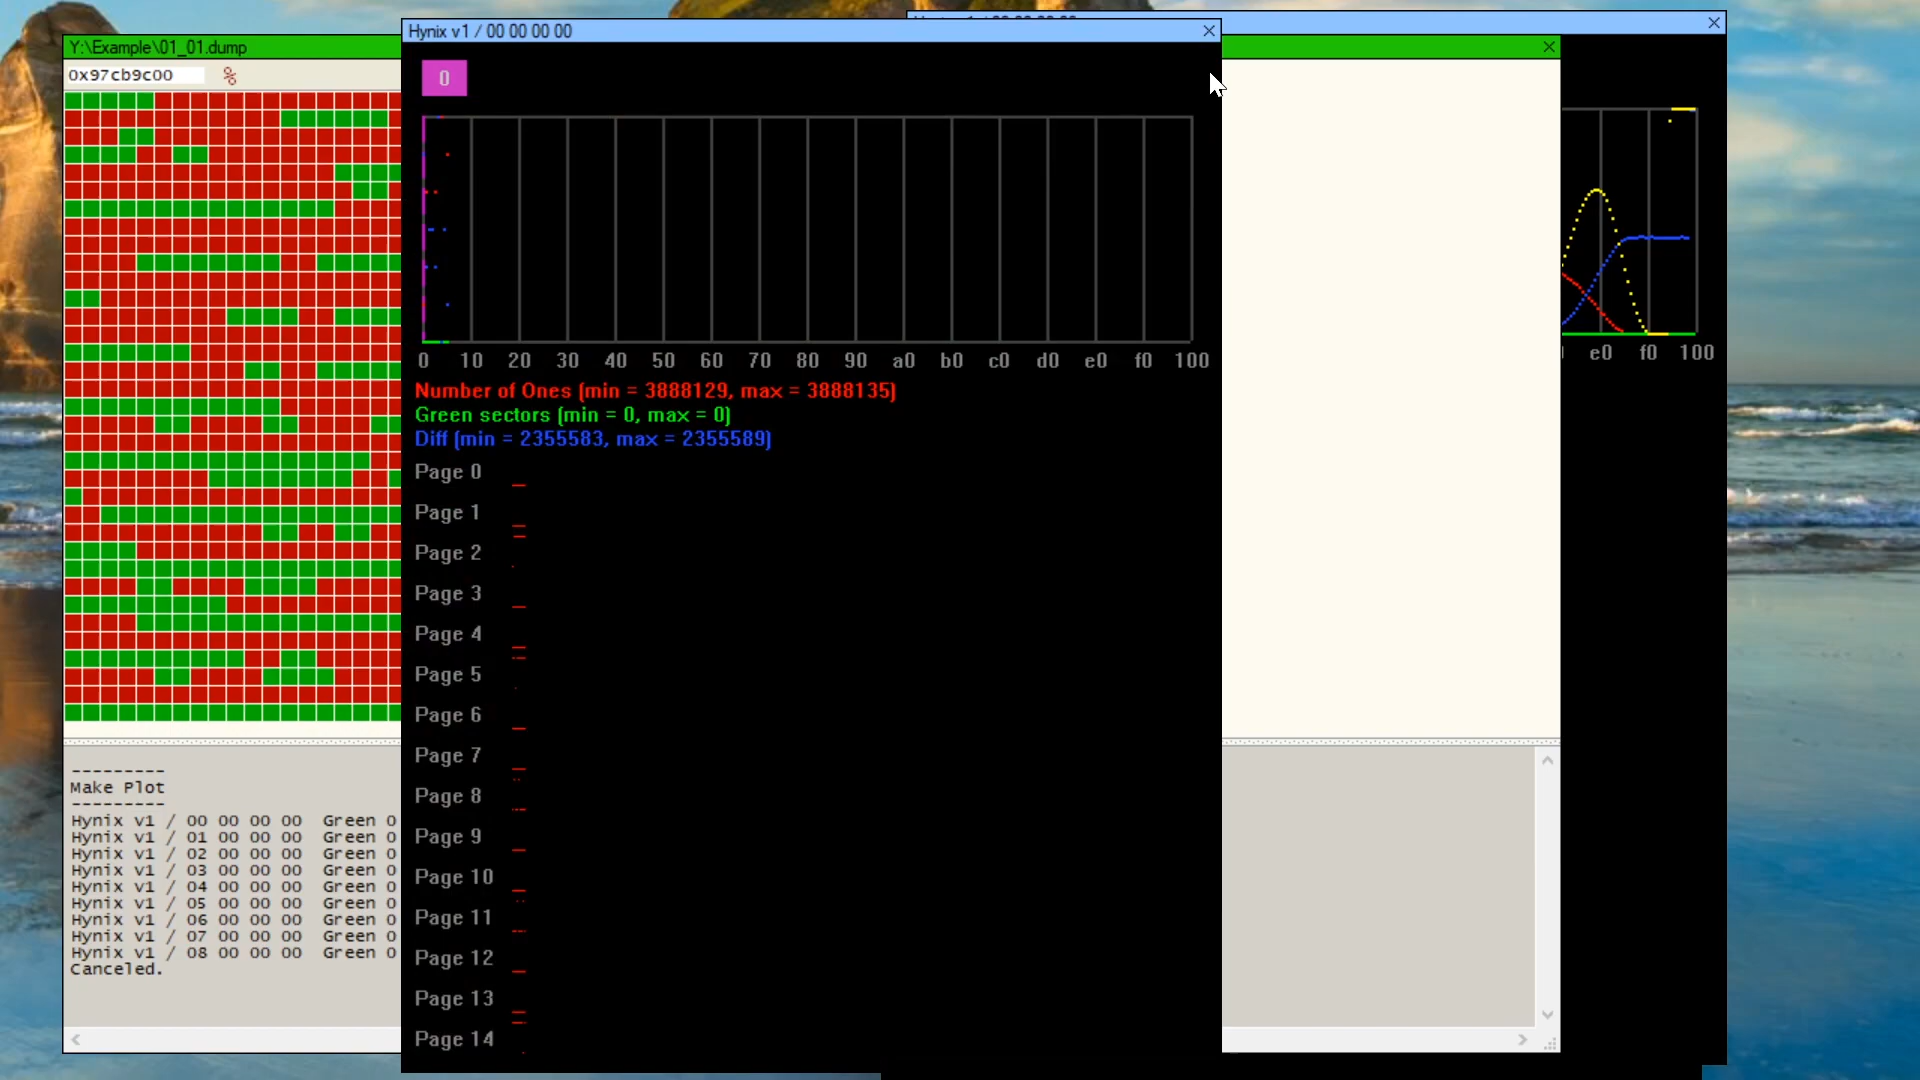 Hynix v1 / 00 00 00 00
Y:\Example\01_01.dump
0x97cb9c00 %
0
0 10 20 30 40 50 60 70 80 90 a0 b0 c0 d0 e0 f0 100
e0 f0 100
Number of Ones (min = 3888129, max = 3888135)
Green sectors (min = 0, max = 0)
Diff (min = 2355583, max = 2355589)
Page 0
Page 1
Page 2
Page 3
Page 4
Page 5
Page 6
Page 7
Page 8
Page 9
Page 10
Page 11
Page 12
Page 13
Page 14
---------
Make Plot
---------
Hynix v1 / 00 00 00 00 Green 0
Hynix v1 / 01 00 00 00 Green 0
Hynix v1 / 02 00 00 00 Green 0
Hynix v1 / 03 00 00 00 Green 0
Hynix v1 / 04 00 00 00 Green 0
Hynix v1 / 05 00 00 00 Green 0
Hynix v1 / 06 00 00 00 Green 0
Hynix v1 / 07 00 00 00 Green 0
Hynix v1 / 08 00 00 00 Green 0
Canceled.